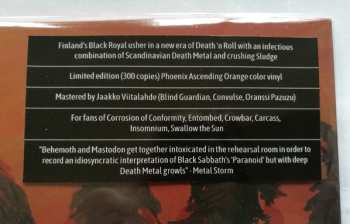 Finland's Black Royal usher in a new era of Death 'n Roll with an infectious
combination of Scandinavian Death Metal and crushing Sludge
Limited edition (300 copies) Phoenix Ascending Orange color vinyl
Mastered by Jaakko Viitalahde (Blind Guardian, Convulse, Oranssi Pazuzu)
For fans of Corrosion of Conformity, Entombed, Crowbar, Carcass,
Insomnium, Swallow the Sun
"Behemoth and Mastodon get together intoxicated in the rehearsal room in order to
record an idiosyncratic interpretation of Black Sabbath's 'Paranoid' but with deep
Death Metal growls" - Metal Storm